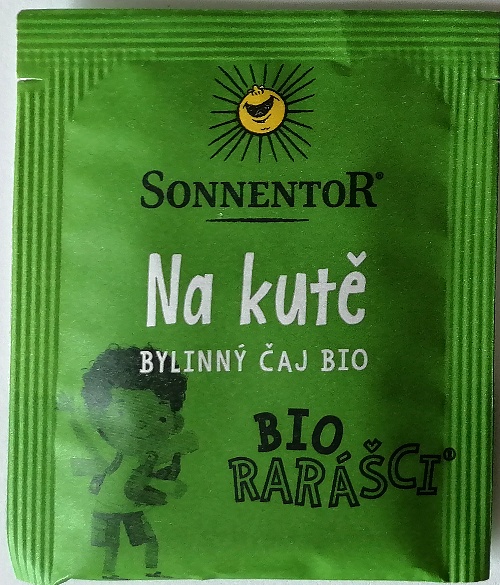 SONNENTOR®
Na kutě
BYLINNÝ ČAJ BIO
BIO
RARÁŠCI®